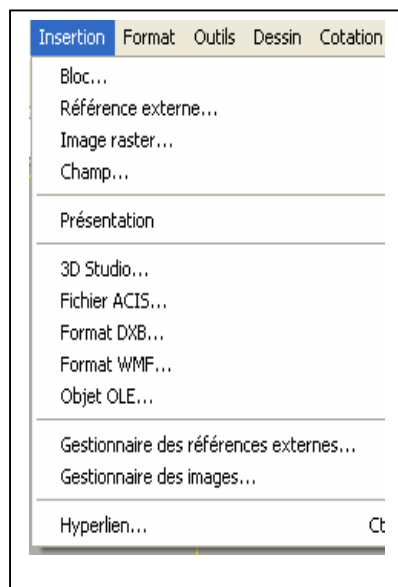 Insertion Format Outils Dessin Cotation
Bloc...
Référence externe...
Image raster...
Champ...
Présentation
3D Studio...
Fichier ACIS...
Format DXB...
Format WMF...
Objet OLE...
Gestionnaire des références externes...
Gestionnaire des images...
Hyperlien... Ct